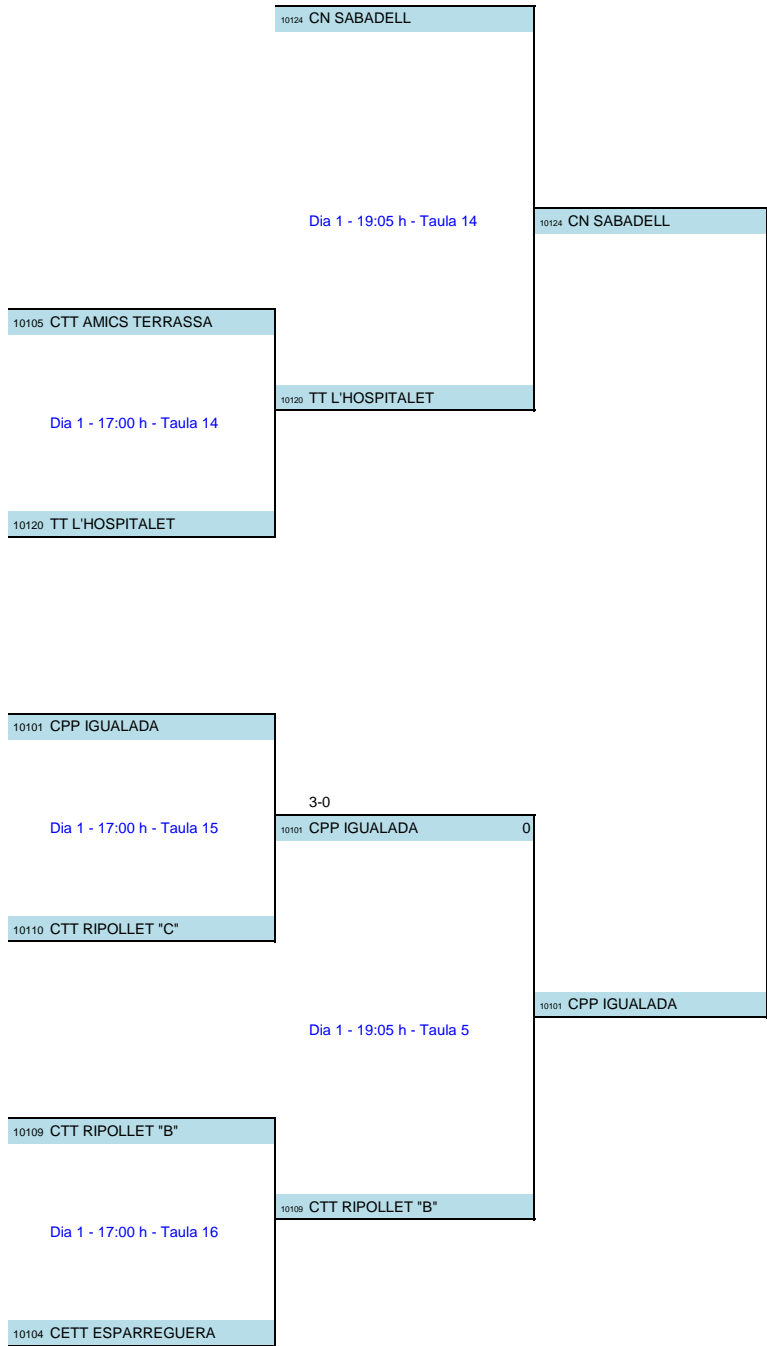 10124 CN SABADELL
Dia 1 - 19:05 h - Taula 14
10124 CN SABADELL
10105 CTT AMICS TERRASSA
10120 TT L'HOSPITALET
Dia 1 - 17:00 h - Taula 14
10120 TT L'HOSPITALET
10101 CPP IGUALADA
3-0
Dia 1 - 17:00 h - Taula 15
10101 CPP IGUALADA 0
10110 CTT RIPOLLET "C"
10101 CPP IGUALADA
Dia 1 - 19:05 h - Taula 5
10109 CTT RIPOLLET "B"
10109 CTT RIPOLLET "B"
Dia 1 - 17:00 h - Taula 16
10104 CETT ESPARREGUERA